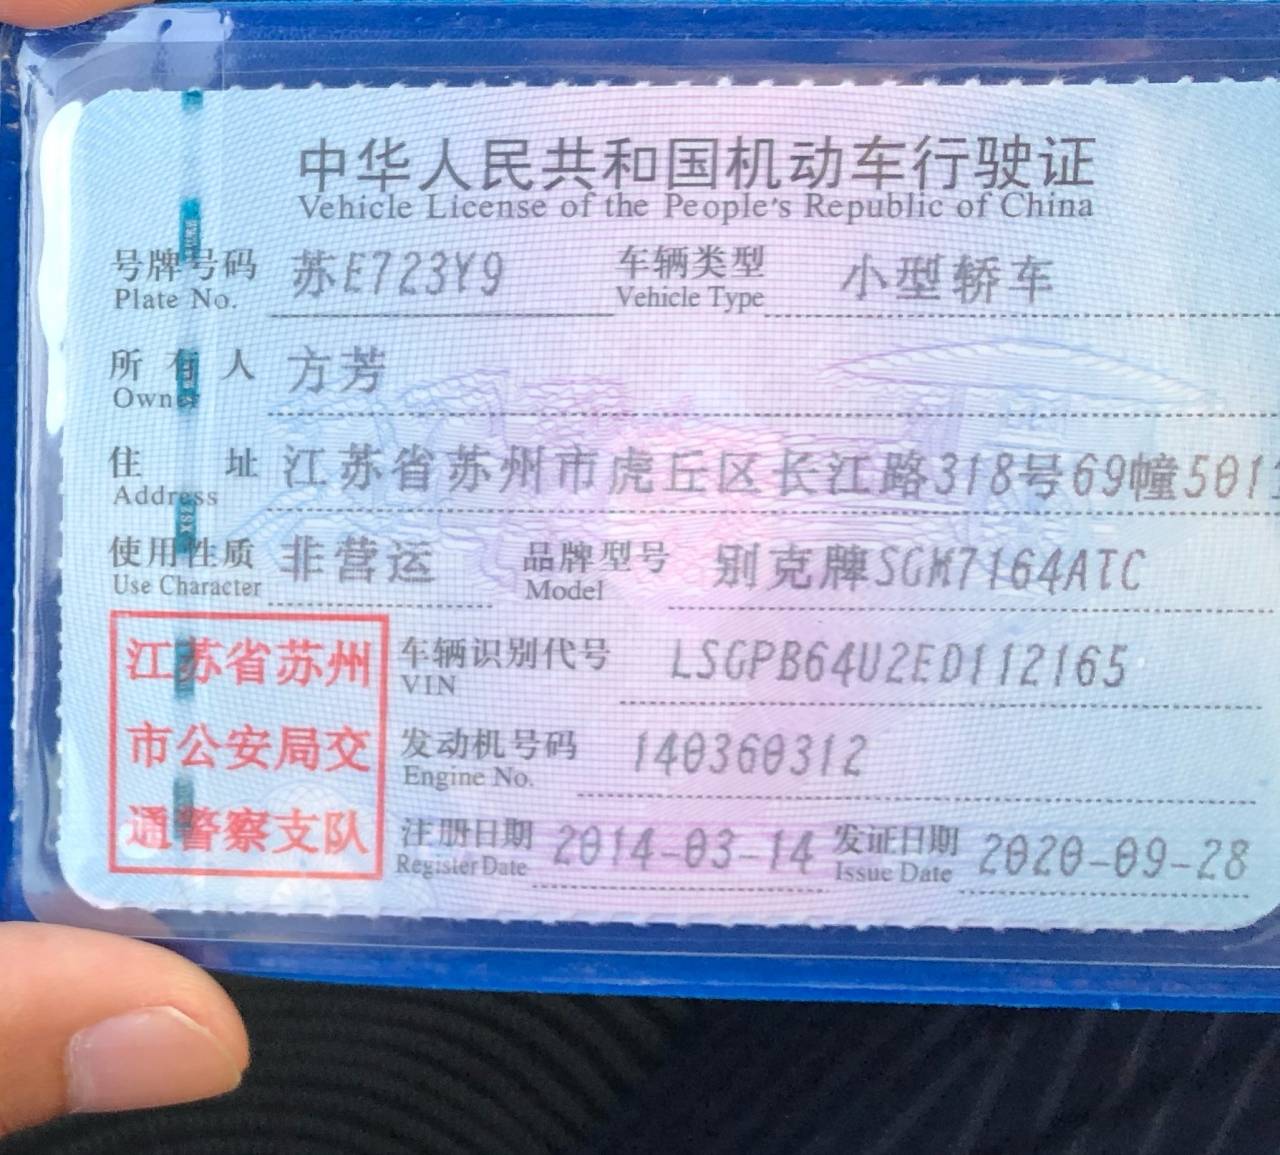 中华人民共和国机动车行驶证
Vehicle License of the People's Republic of China
号牌号码 苏E723Y9 车辆类型 小型轿车
Plate No. Vehicle Type
所有人 方芳
Owner
住址 江苏省苏州市虎丘区长江路318号69幢501
Address
使用性质 非营运 品牌型号 别克牌SGM7164ATC
Use Character Model
江苏省苏州
市公安局交
通警察支队
车辆识别代号 LSGPB64U2ED112165
VIN
发动机号码 140360312
Engine No.
注册日期 2014-03-14 发证日期 2020-09-28
Register Date Issue Date